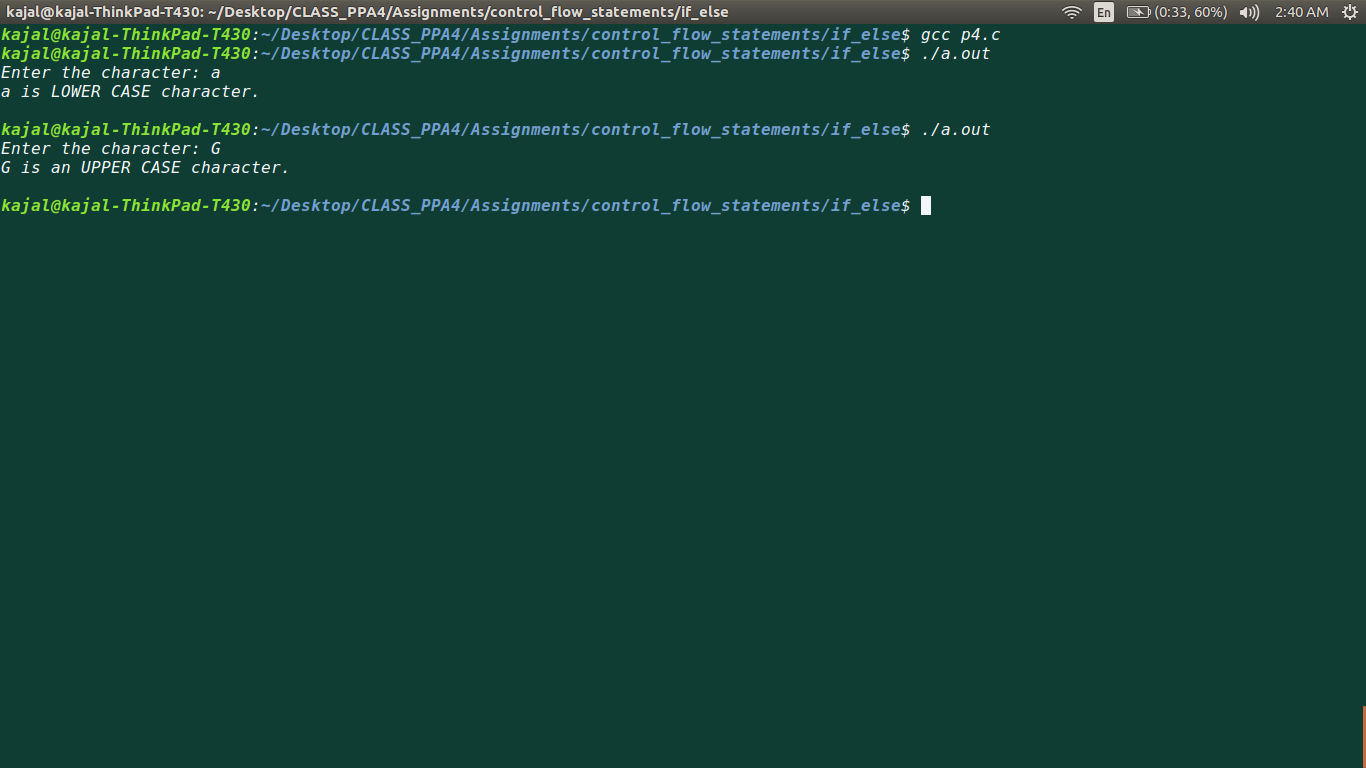 kajal@kajal-ThinkPad-T430: ~/Desktop/CLASS_PPA4/Assignments/control_flow_statements/if_else En (0:33, 60%) 2:40 AM
kajal@kajal-ThinkPad-T430:~/Desktop/CLASS_PPA4/Assignments/control_flow_statements/if_else$ gcc p4.c
kajal@kajal-ThinkPad-T430:~/Desktop/CLASS_PPA4/Assignments/control_flow_statements/if_else$ ./a.out
Enter the character: a
a is LOWER CASE character.
kajal@kajal-ThinkPad-T430:~/Desktop/CLASS_PPA4/Assignments/control_flow_statements/if_else$ ./a.out
Enter the character: G
G is an UPPER CASE character.
kajal@kajal-ThinkPad-T430:~/Desktop/CLASS_PPA4/Assignments/control_flow_statements/if_else$